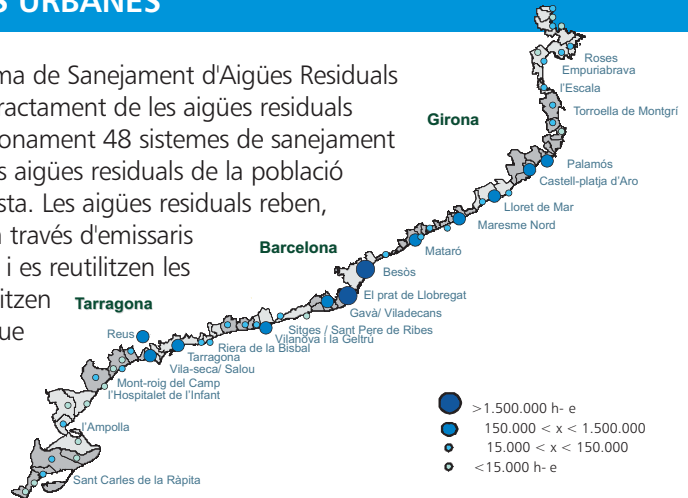 S URBANES
ma de Sanejament d'Aigües Residuals
ractament de les aigües residuals
onament 48 sistemes de sanejament
s aigües residuals de la població
sta. Les aigües residuals reben,
a través d'emissaris
i es reutilitzen les
itzen
ue
Girona
Barcelona
Tarragona
Roses
Empuriabrava
l'Escala
Torroella de Montgrí
Palamós
Castell-platja d'Aro
Lloret de Mar
Maresme Nord
Mataró
Besòs
El prat de Llobregat
Gavà/ Viladecans
Sitges / Sant Pere de Ribes
Vilanova i la Geltrú
Riera de la Bisbal
Tarragona
Vila-seca/ Salou
Reus
Mont-roig del Camp
l'Hospitalet de l'Infant
l'Ampolla
Sant Carles de la Ràpita
>1.500.000 h- e
150.000 < x < 1.500.000
15.000 < x < 150.000
<15.000 h- e